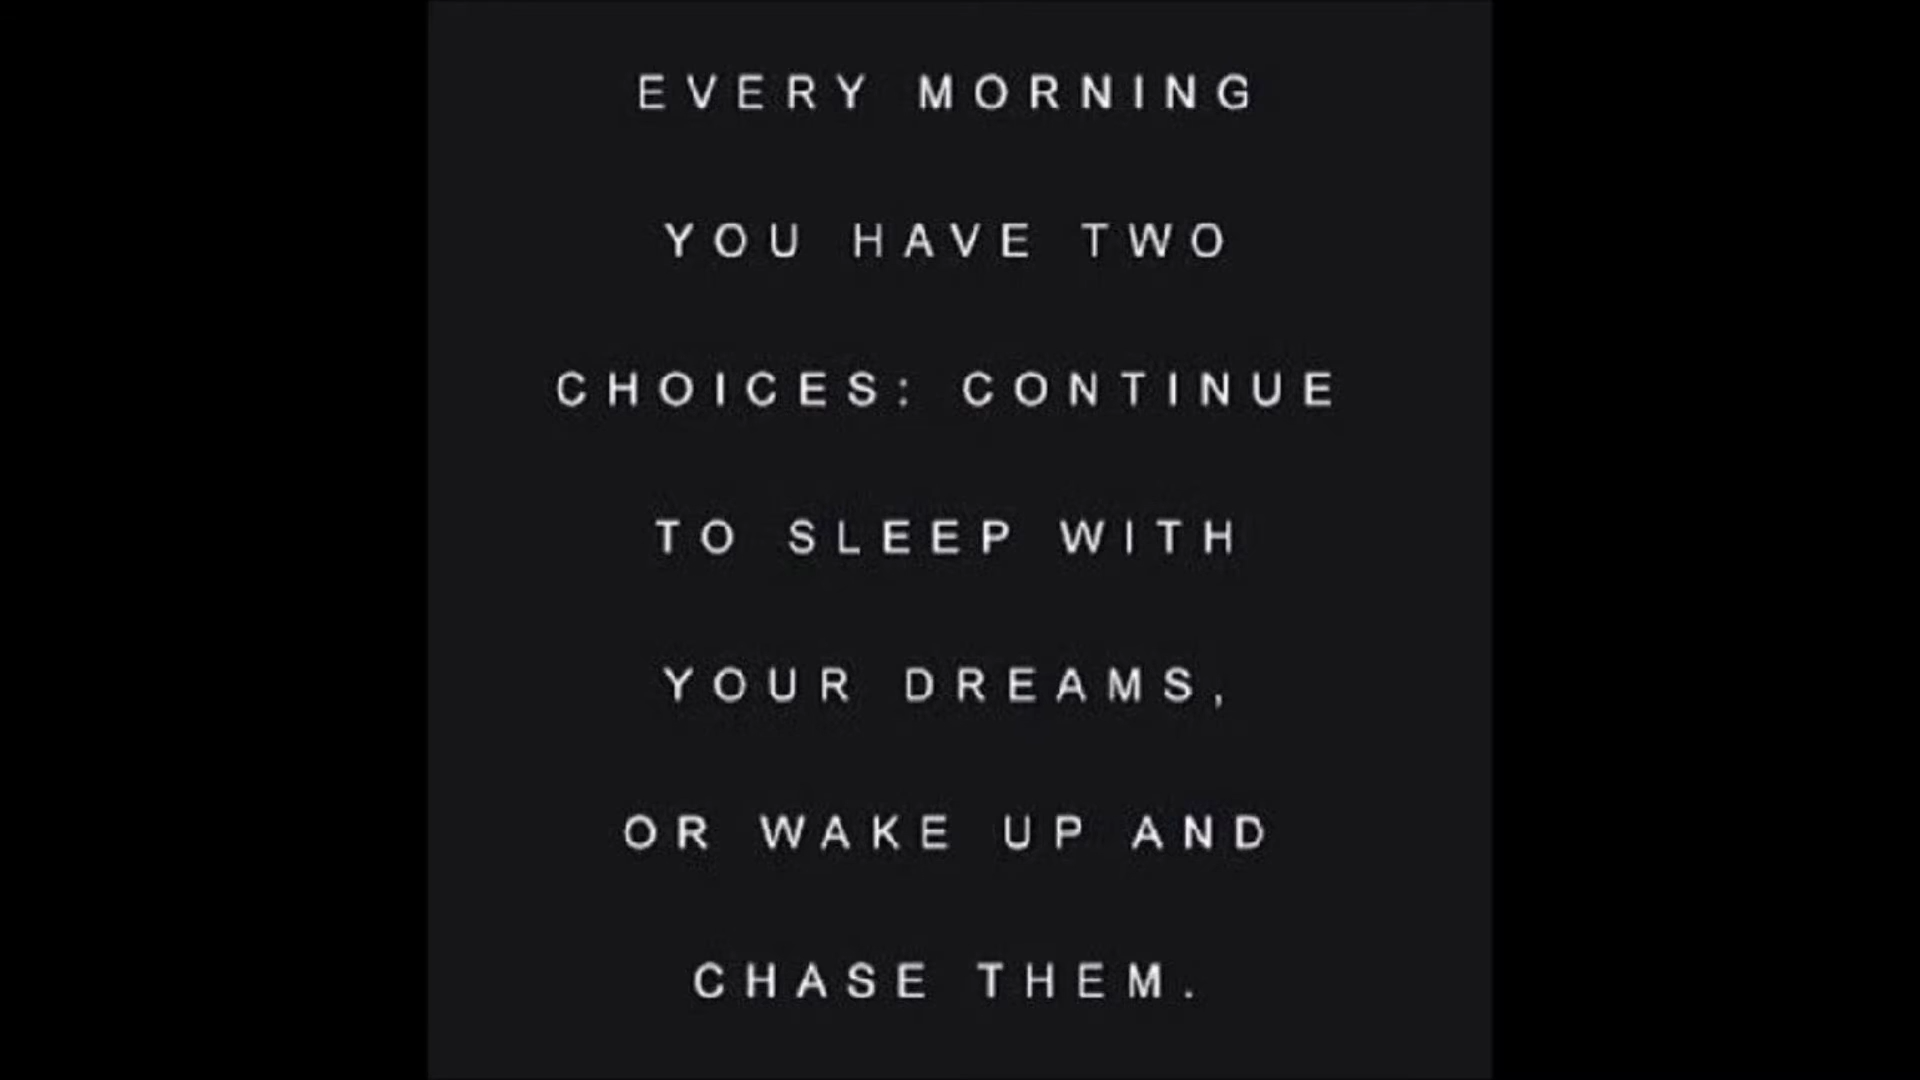 EVERY MORNING
YOU HAVE TWO
CHOICES: CONTINUE
TO SLEEP WITH
YOUR DREAMS,
OR WAKE UP AND
CHASE THEM.